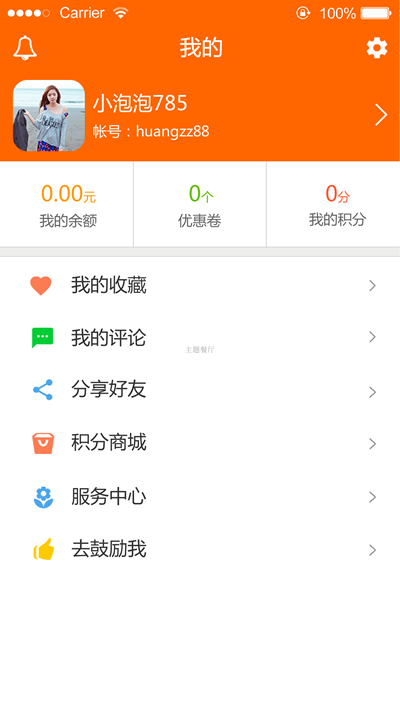 Carrier 100%
我的
小泡泡785
帐号：huangzz88
0.00元 0个 0分
我的余额 优惠卷 我的积分
我的收藏
我的评论
主题餐厅
分享好友
积分商城
服务中心
去鼓励我